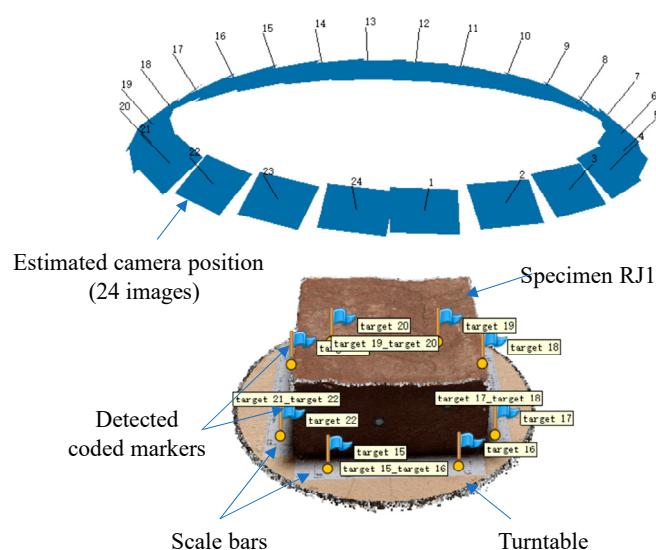 13
14
12
15
11
16
10
17
9
18
8
19
7
20
6
21
5
4
22
3
23
2
24
1
Estimated camera position
(24 images)
Specimen RJ1
target 20
target 19
target 19_target 20
target 18
target 21_target 22
target 17_target 18
target 22
target 17
Detected
coded markers
target 15
target 16
target 15_target 16
Scale bars
Turntable